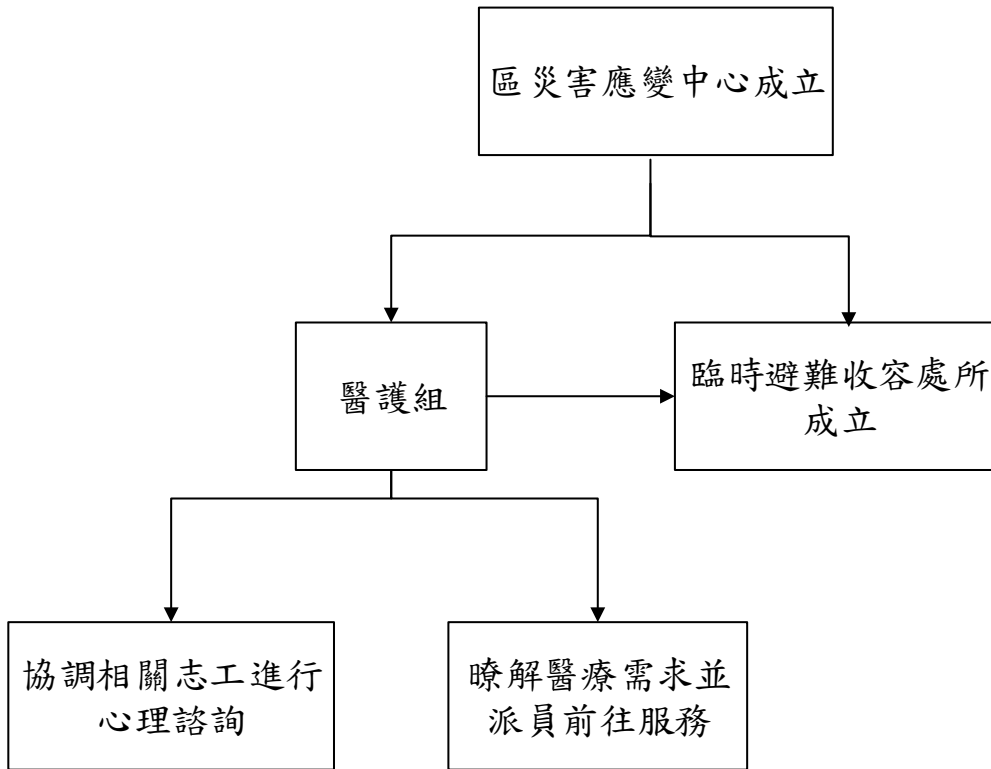 區災害應變中心成立
醫護組
臨時避難收容處所
成立
協調相關志工進行
心理諮詢
瞭解醫療需求並
派員前往服務